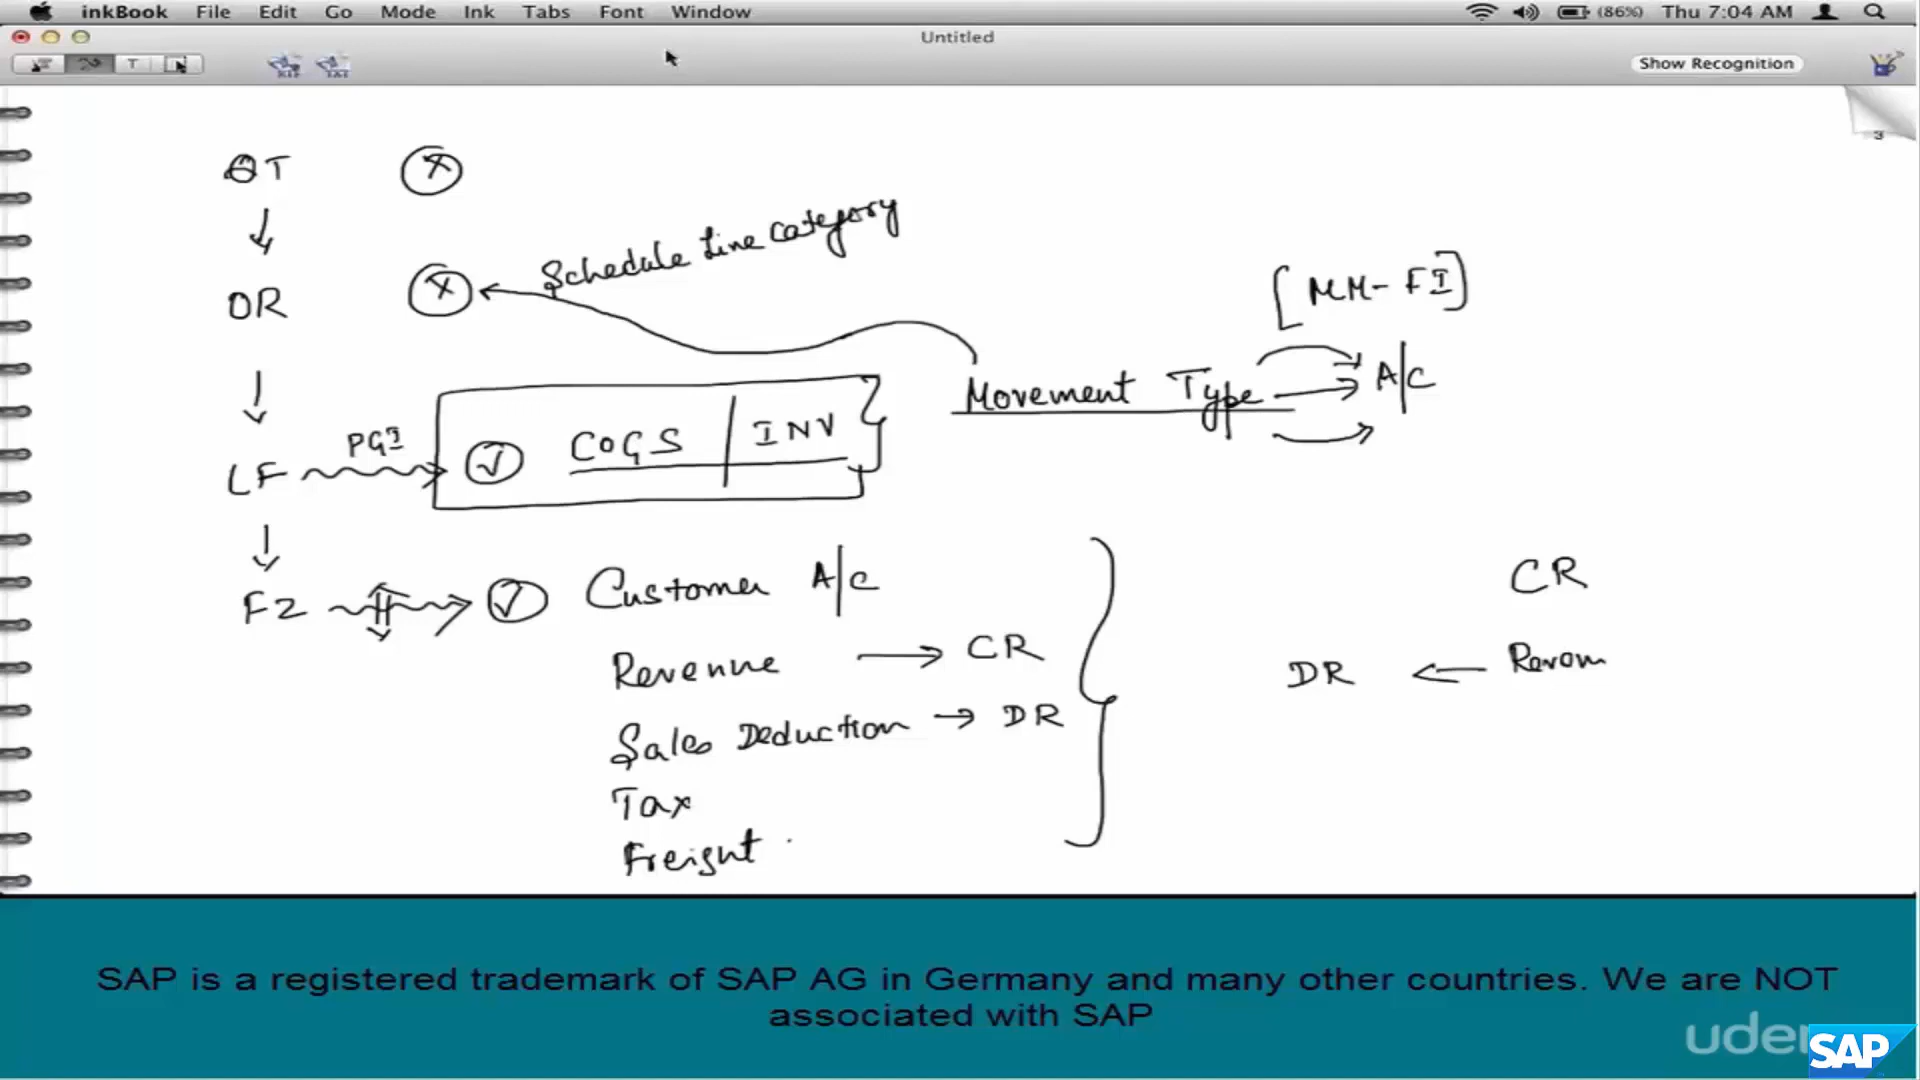 inkBook File Edit Go Mode Ink Tabs Font Window (86%) Thu 7:04 AM
Untitled
T Show Recognition
3
QT X
Schedule Line Category
OR X
[MM-FI]
Movement Type A/C
PGI
LF COGS INV
F2 Customer A/C
CR
Revenue → CR
DR ← Revom
Sales Deduction → DR
Tax
Freight
SAP is a registered trademark of SAP AG in Germany and many other countries. We are NOT
associated with SAP
SAP